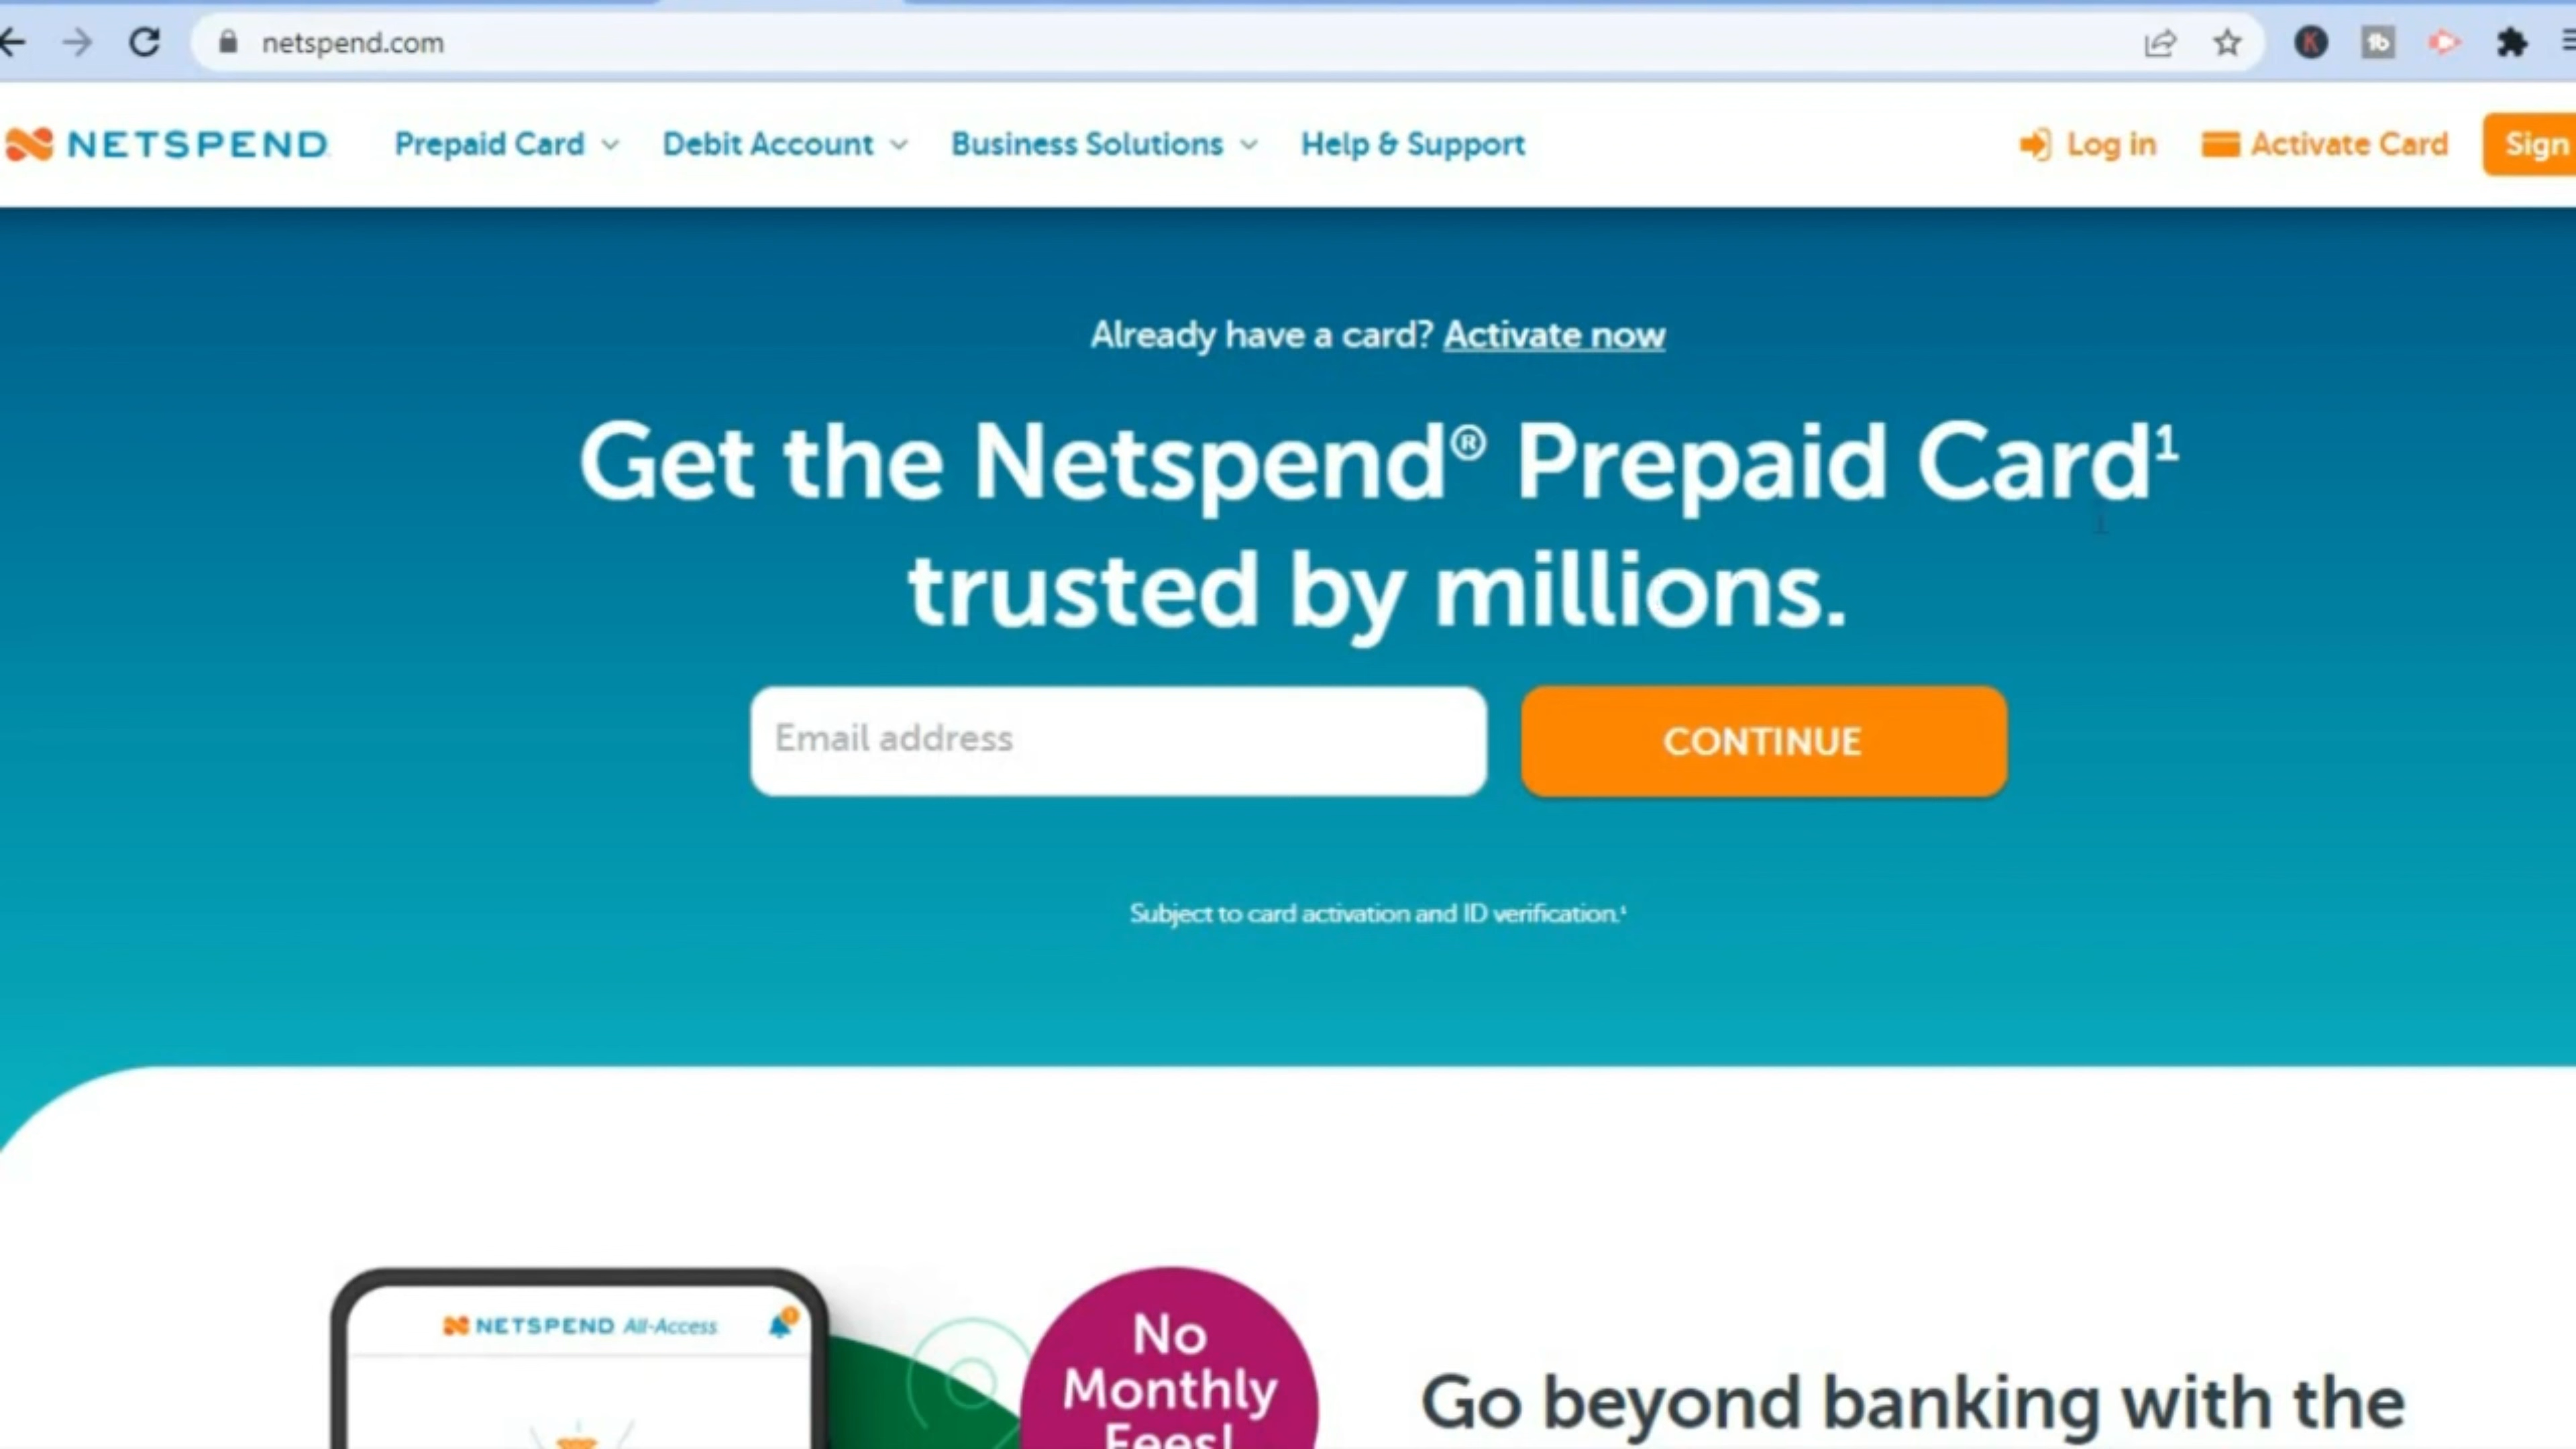 netspend.com
NETSPEND Prepaid Card Debit Account Business Solutions Help & Support Log in Activate Card Sign
Already have a card? Activate now
Get the Netspend® Prepaid Card¹
trusted by millions.
Email address CONTINUE
Subject to card activation and ID verification.¹
NETSPEND All-Access
No
Monthly
Fees!
Go beyond banking with the